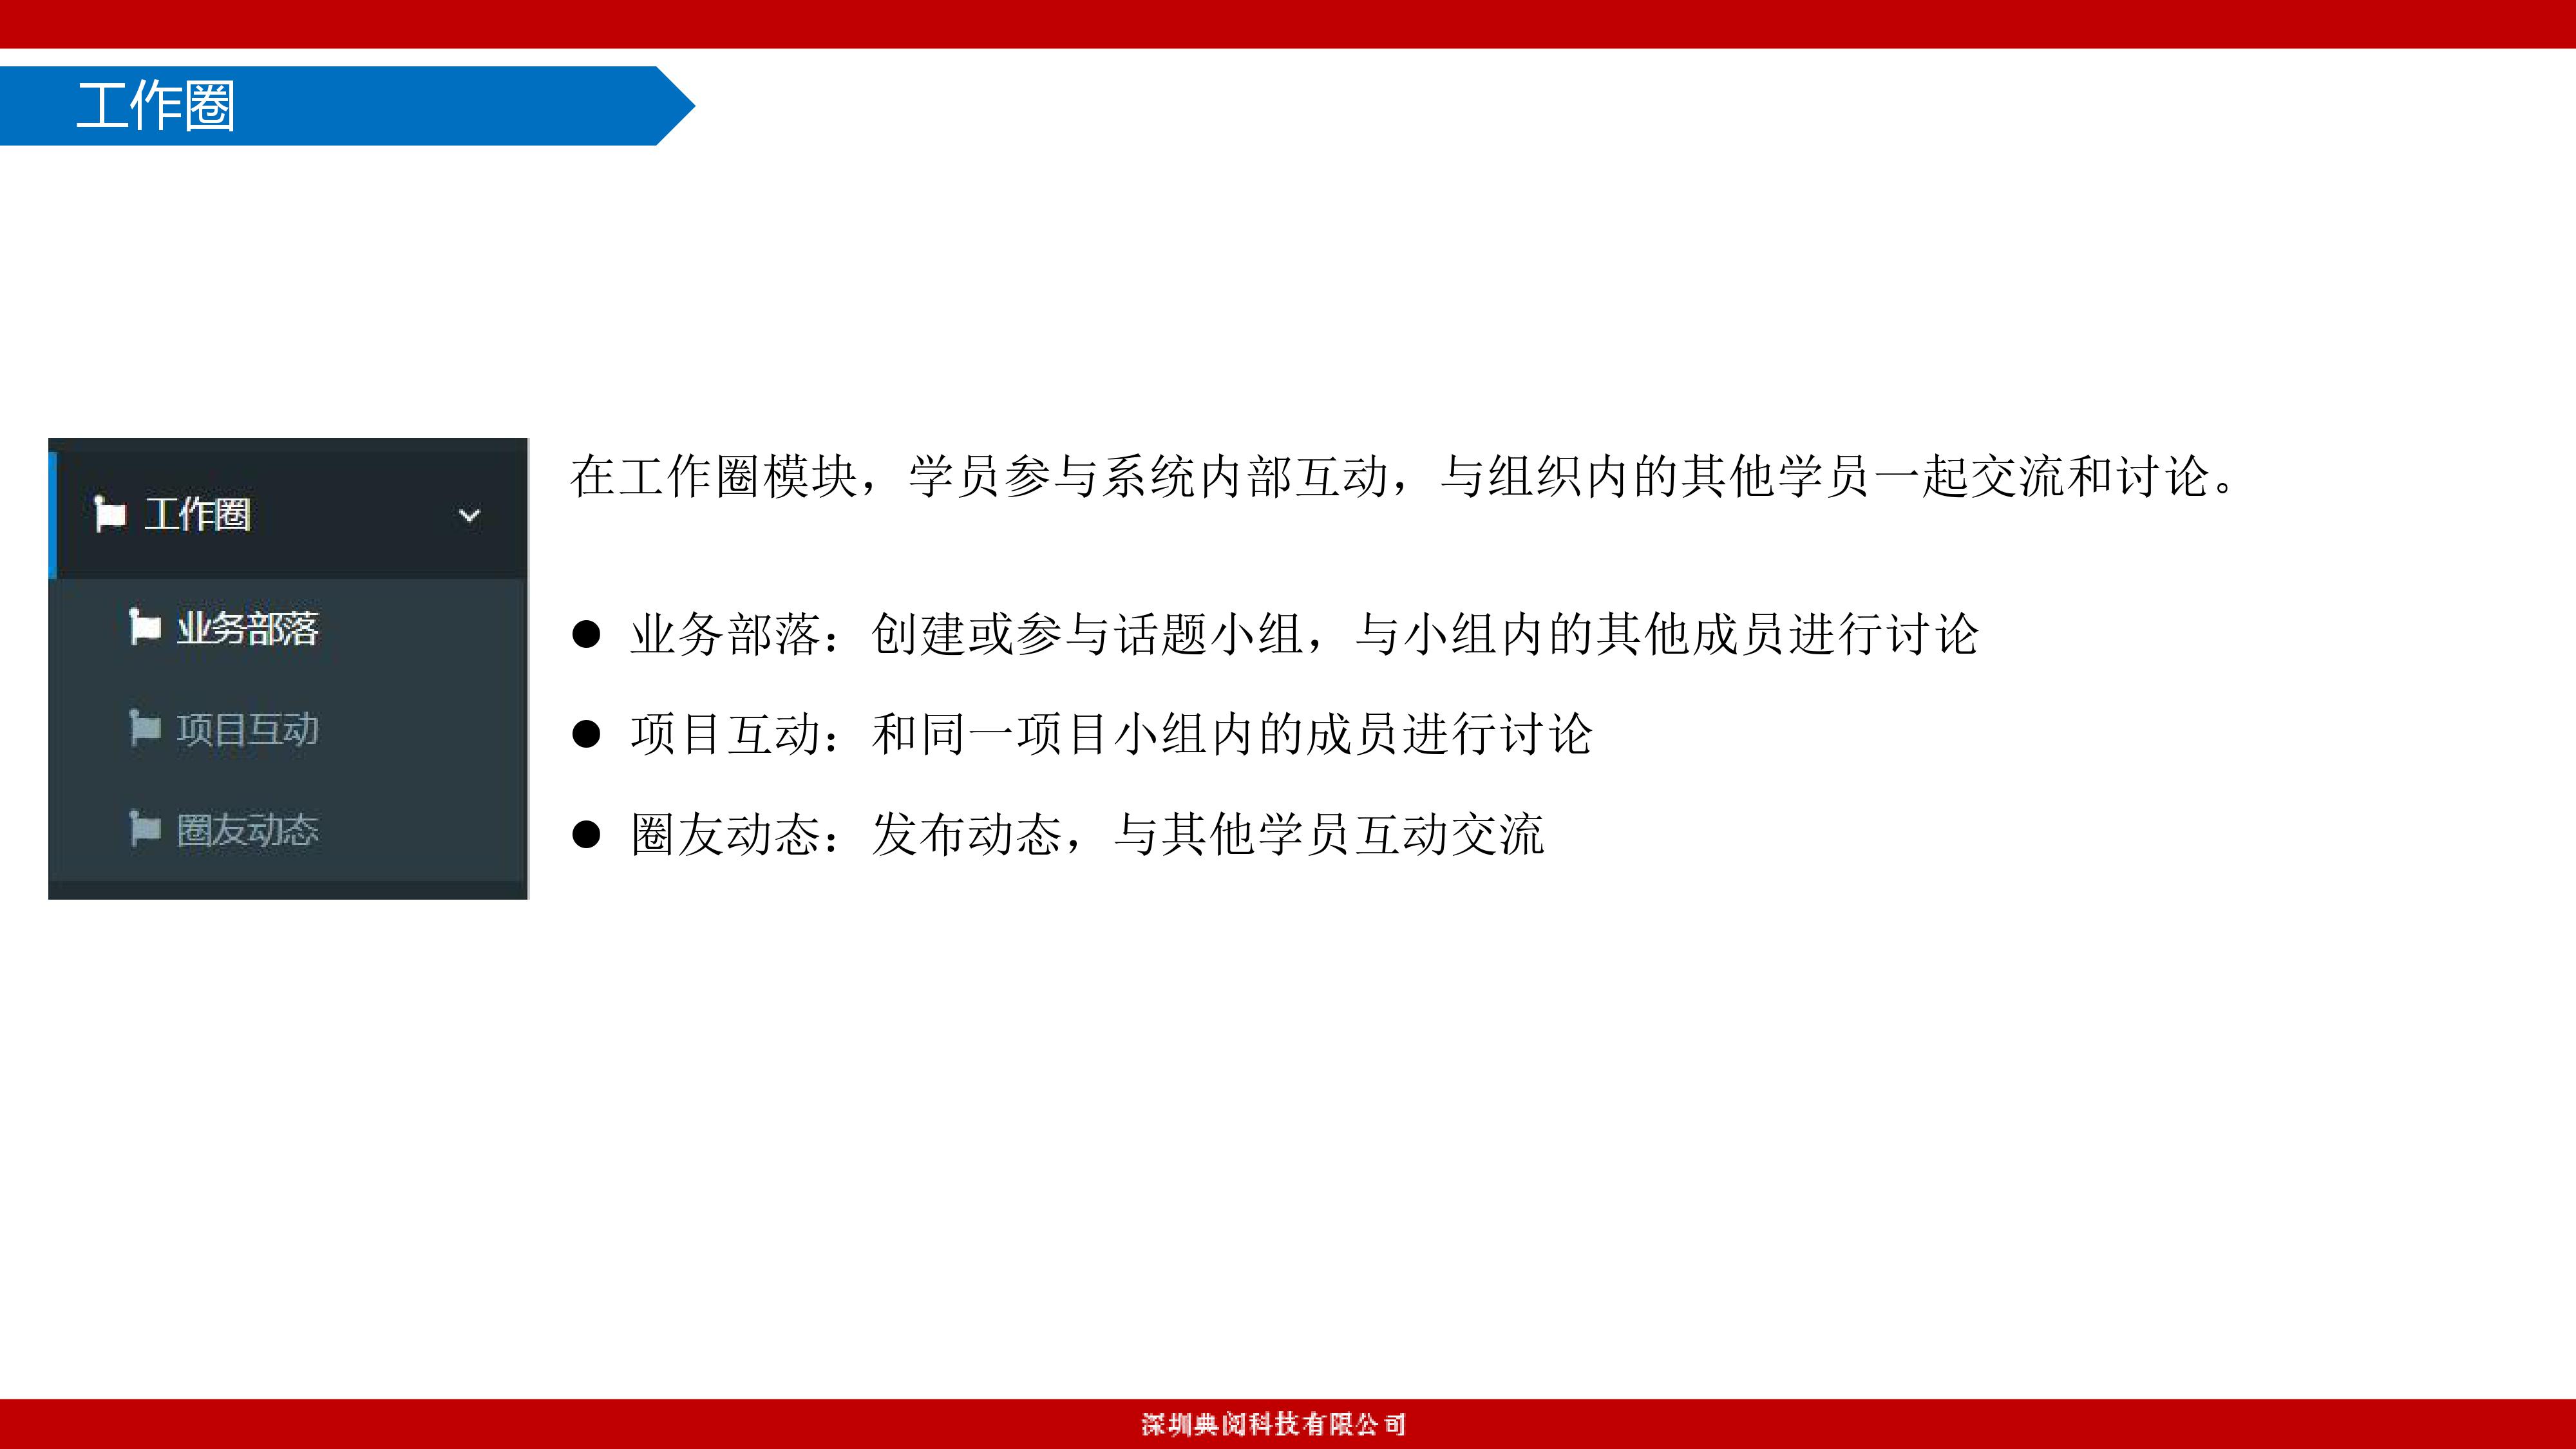 工作圈
工作圈
业务部落
项目互动
圈友动态
在工作圈模块，学员参与系统内部互动，与组织内的其他学员一起交流和讨论。
● 业务部落：创建或参与话题小组，与小组内的其他成员进行讨论
● 项目互动：和同一项目小组内的成员进行讨论
● 圈友动态：发布动态，与其他学员互动交流
深圳典阅科技有限公司